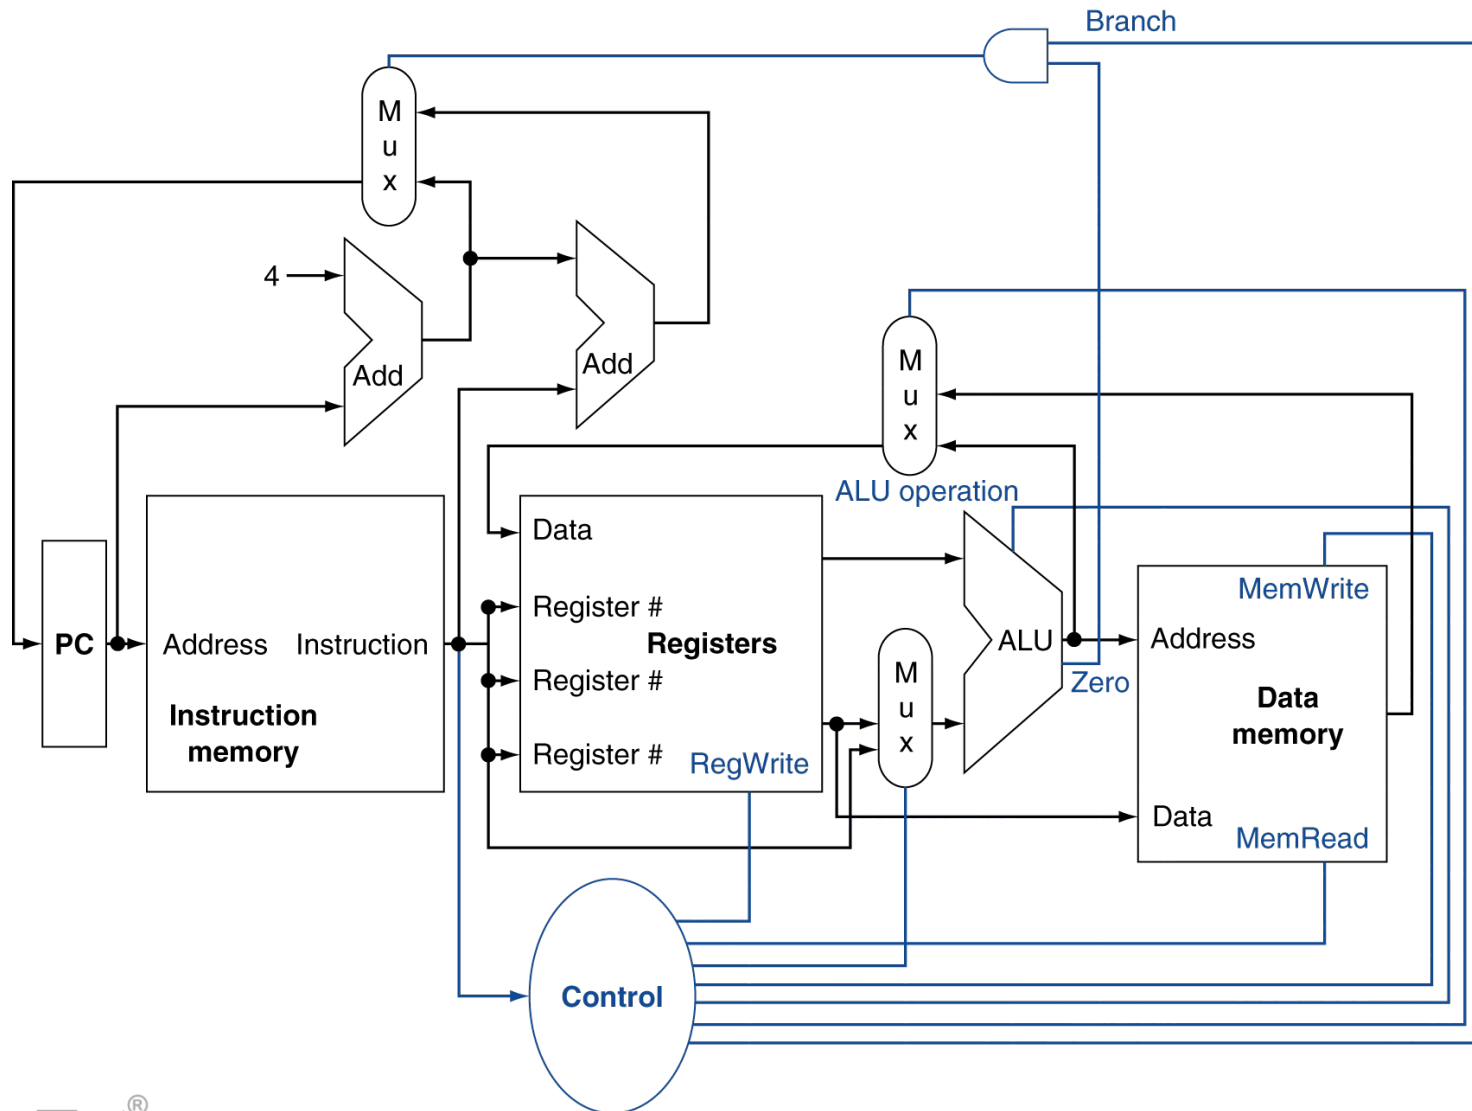 Branch
M
u
x
4
Add
Add
M
u
x
ALU operation
Data
Register #
Registers
Register #
Register #
RegWrite
PC
Address
Instruction
Instruction
memory
M
u
x
ALU
Zero
MemWrite
Address
Data
memory
Data
MemRead
Control
®